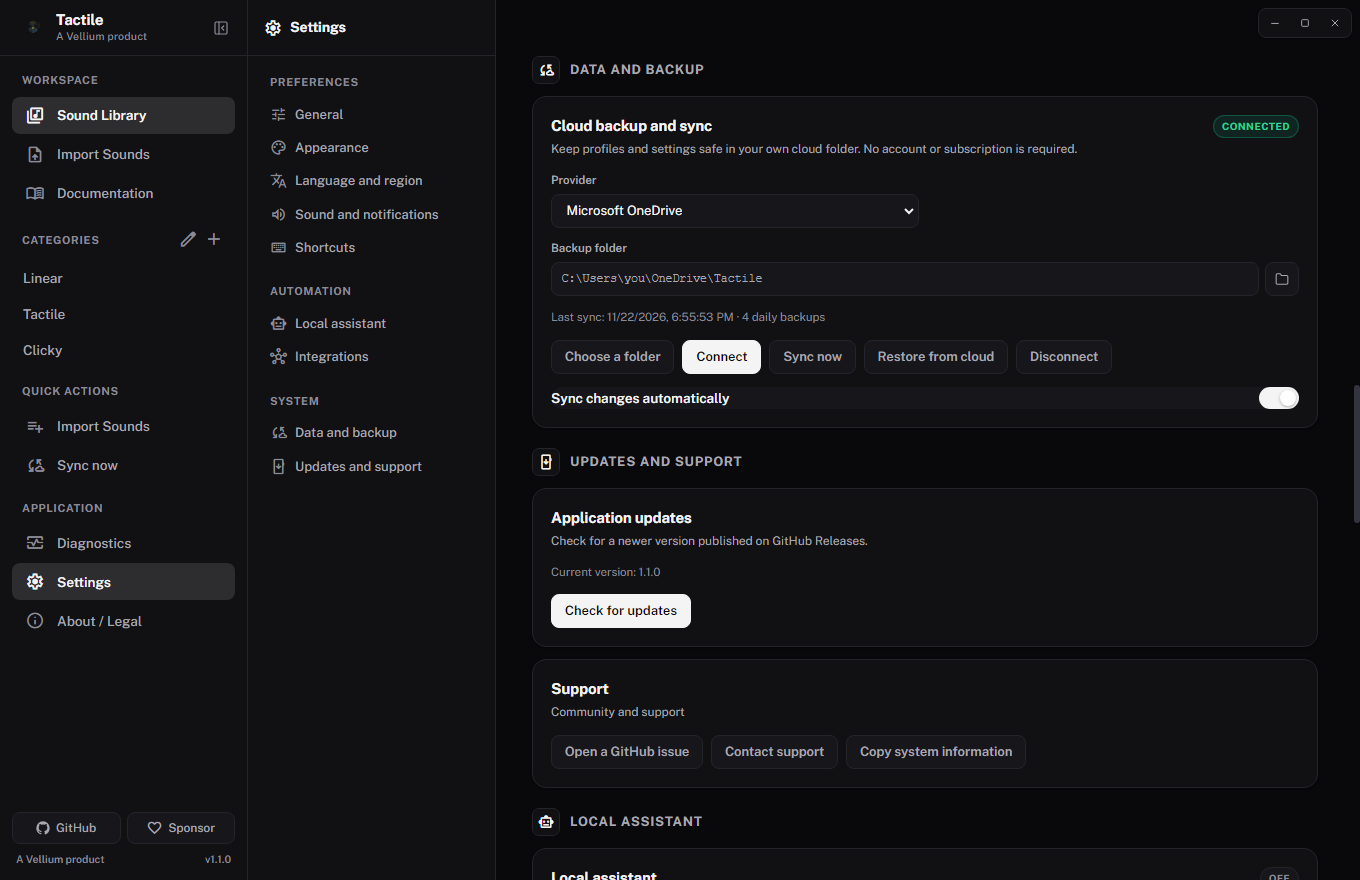 Tactile
A Vellium product
WORKSPACE
Sound Library
Import Sounds
Documentation
CATEGORIES
Linear
Tactile
Clicky
QUICK ACTIONS
Import Sounds
Sync now
APPLICATION
Diagnostics
Settings
About / Legal
GitHub
Sponsor
A Vellium product
v1.1.0
Settings
PREFERENCES
General
Appearance
Language and region
Sound and notifications
Shortcuts
AUTOMATION
Local assistant
Integrations
SYSTEM
Data and backup
Updates and support
DATA AND BACKUP
Cloud backup and sync
CONNECTED
Keep profiles and settings safe in your own cloud folder. No account or subscription is required.
Provider
Microsoft OneDrive
Backup folder
C:\Users\you\OneDrive\Tactile
Last sync: 11/22/2026, 6:55:53 PM · 4 daily backups
Choose a folder
Connect
Sync now
Restore from cloud
Disconnect
Sync changes automatically
UPDATES AND SUPPORT
Application updates
Check for a newer version published on GitHub Releases.
Current version: 1.1.0
Check for updates
Support
Community and support
Open a GitHub issue
Contact support
Copy system information
LOCAL ASSISTANT
Local assistant
OFF